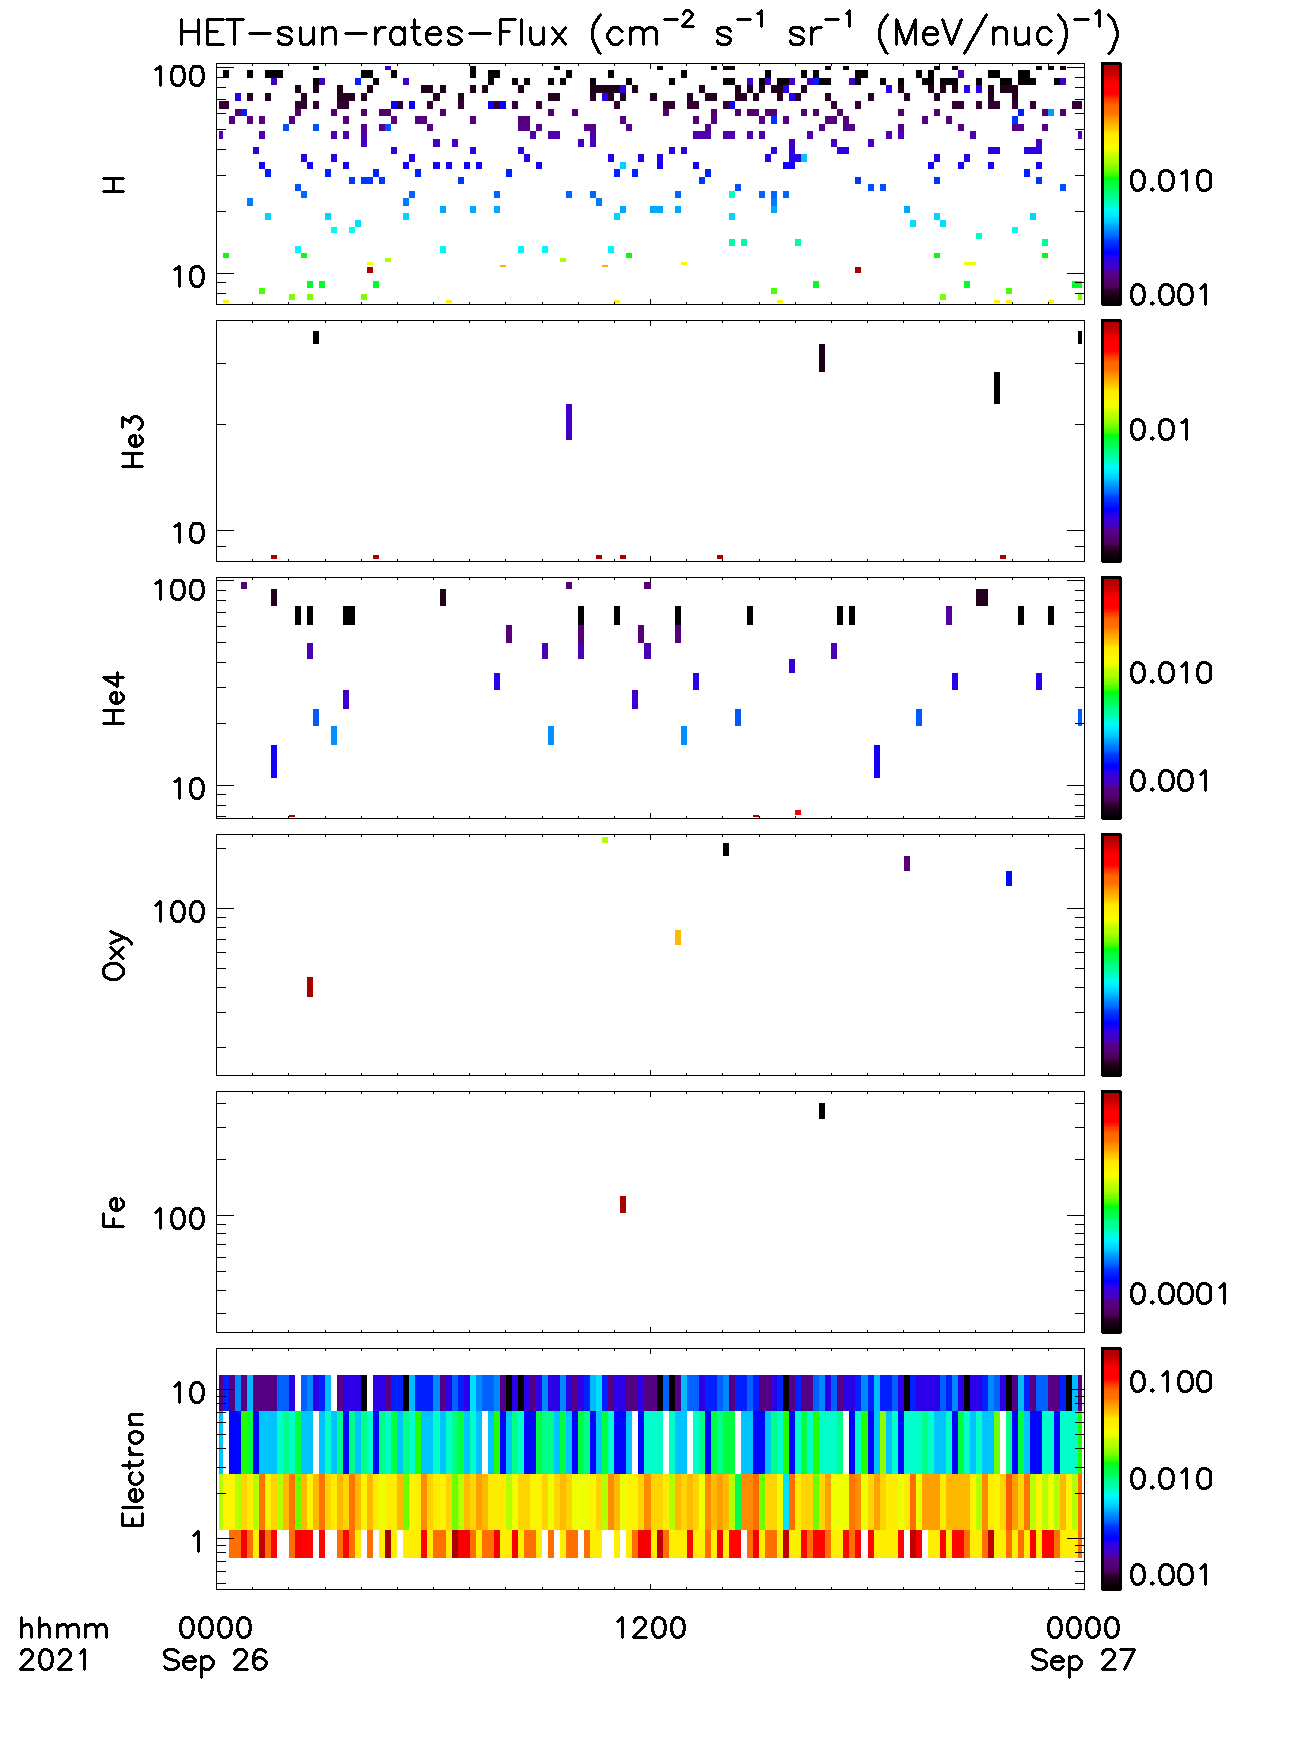 HET-sun-rates-Flux (cm⁻² s⁻¹ sr⁻¹ (MeV/nuc)⁻¹)
100
10
H
0.010
0.001
10
He3
0.01
100
10
He4
0.010
0.001
100
Oxy
100
Fe
0.0001
10
1
Electron
0.100
0.010
0.001
hhmm 0000 1200 0000
2021 Sep 26 Sep 27